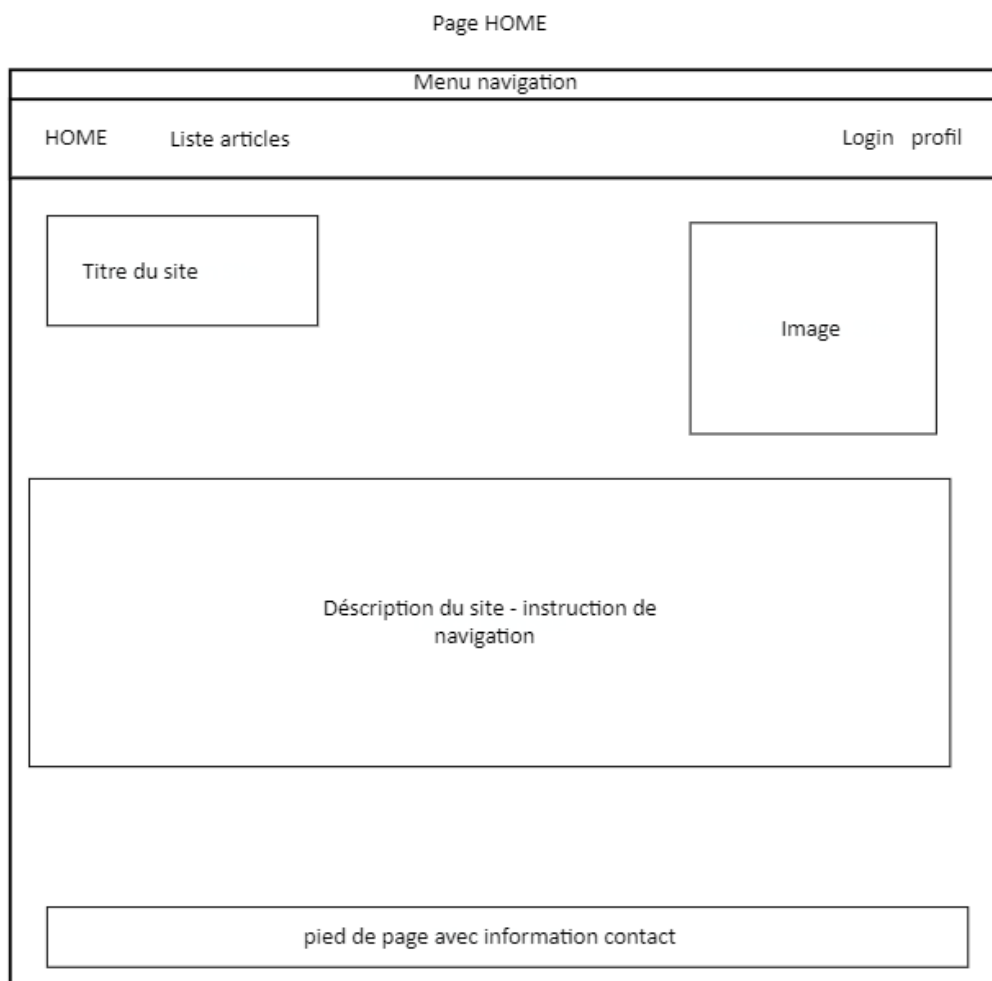 Page HOME
Menu navigation
HOME Liste articles Login profil
Titre du site
Image
Déscription du site - instruction de
navigation
pied de page avec information contact